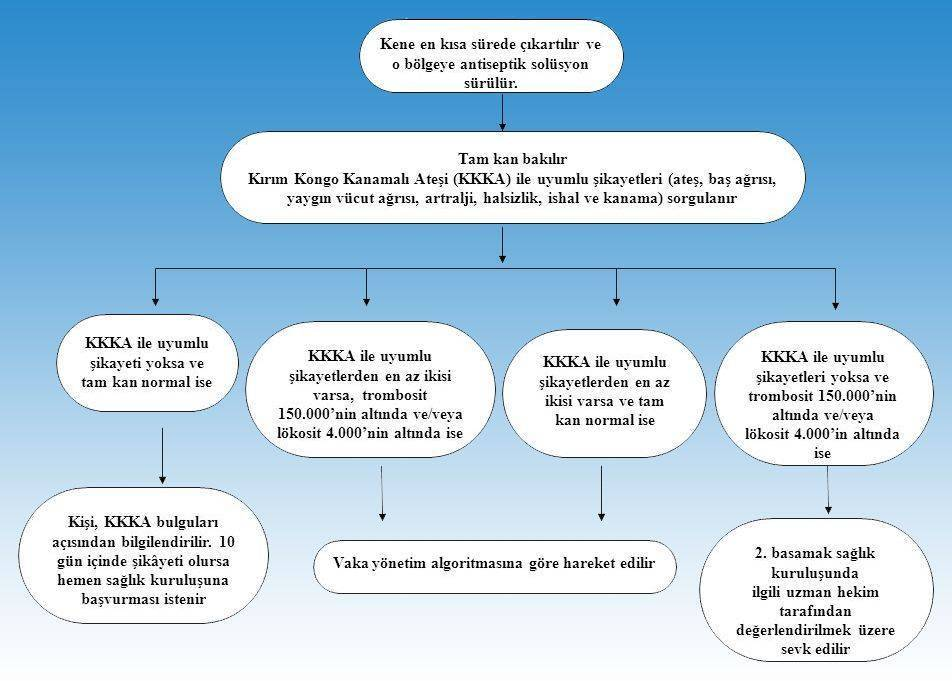 Kene en kısa sürede çıkartılır ve
o bölgeye antiseptik solüsyon
sürülür.
Tam kan bakılır
Kırım Kongo Kanamalı Ateşi (KKKA) ile uyumlu şikayetleri (ateş, baş ağrısı,
yaygın vücut ağrısı, artralji, halsizlik, ishal ve kanama) sorgulanır
KKKA ile uyumlu
şikayeti yoksa ve
tam kan normal ise
KKKA ile uyumlu
şikayetlerden en az ikisi
varsa, trombosit
150.000’nin altında ve/veya
lökosit 4.000’nin altında ise
KKKA ile uyumlu
şikayetlerden en az
ikisi varsa ve tam
kan normal ise
KKKA ile uyumlu
şikayetleri yoksa ve
trombosit 150.000’nin
altında ve/veya
lökosit 4.000’in altında
ise
Kişi, KKKA bulguları
açısından bilgilendirilir. 10
gün içinde şikâyeti olursa
hemen sağlık kuruluşuna
başvurması istenir
Vaka yönetim algoritmasına göre hareket edilir
2. basamak sağlık
kuruluşunda
ilgili uzman hekim
tarafından
değerlendirilmek üzere
sevk edilir